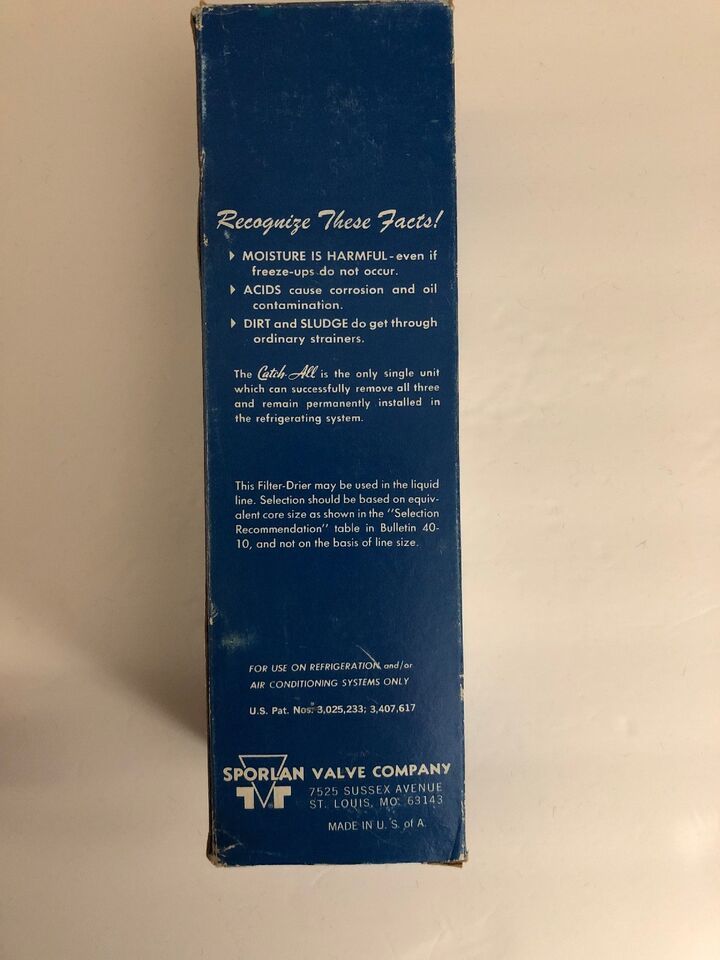 Recognize These Facts!
MOISTURE IS HARMFUL-even if
freeze-ups do not occur.
ACIDS cause corrosion and oil
contamination.
DIRT and SLUDGE do get through
ordinary strainers.
The Catch-All is the only single unit
which can successfully remove all three
and remain permanently installed in
the refrigerating system.
This Filter-Drier may be used in the liquid
line. Selection should be based on equiv-
alent core size as shown in the "Selection
Recommendation" table in Bulletin 40-
10, and not on the basis of line size.
FOR USE ON REFRIGERATION and/or
AIR CONDITIONING SYSTEMS ONLY
U.S. Pat. Nos. 3,025,233; 3,407,617
SPORLAN VALVE COMPANY
7525 SUSSEX AVENUE
ST. LOUIS, MO. 63143
MADE IN U. S. of A.